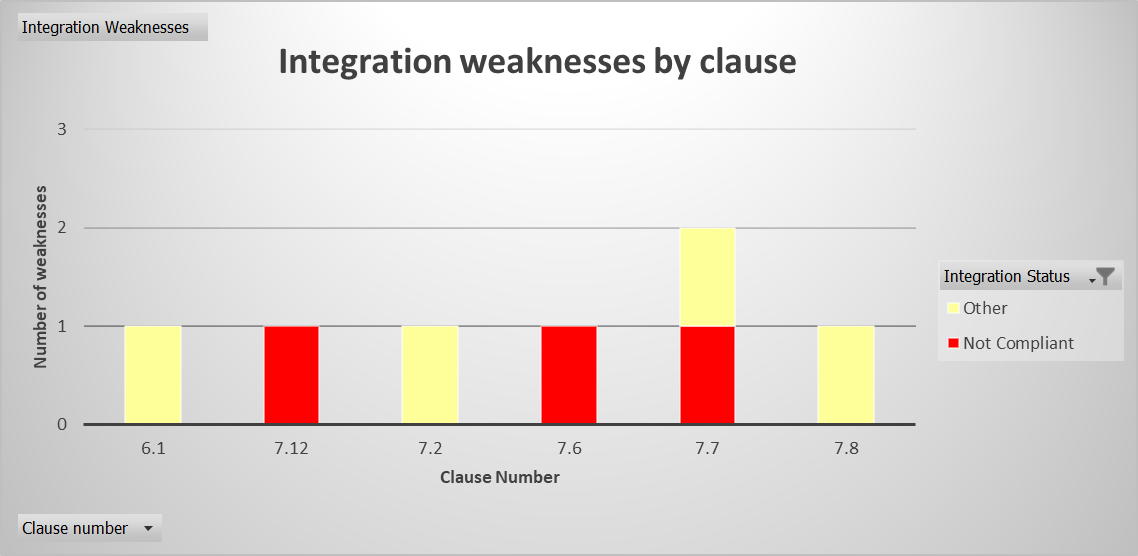 Integration Weaknesses
Integration weaknesses by clause
3
2
1
0
Number of weaknesses
6.1 7.12 7.2 7.6 7.7 7.8
Clause Number
Integration Status
Other
Not Compliant
Clause number